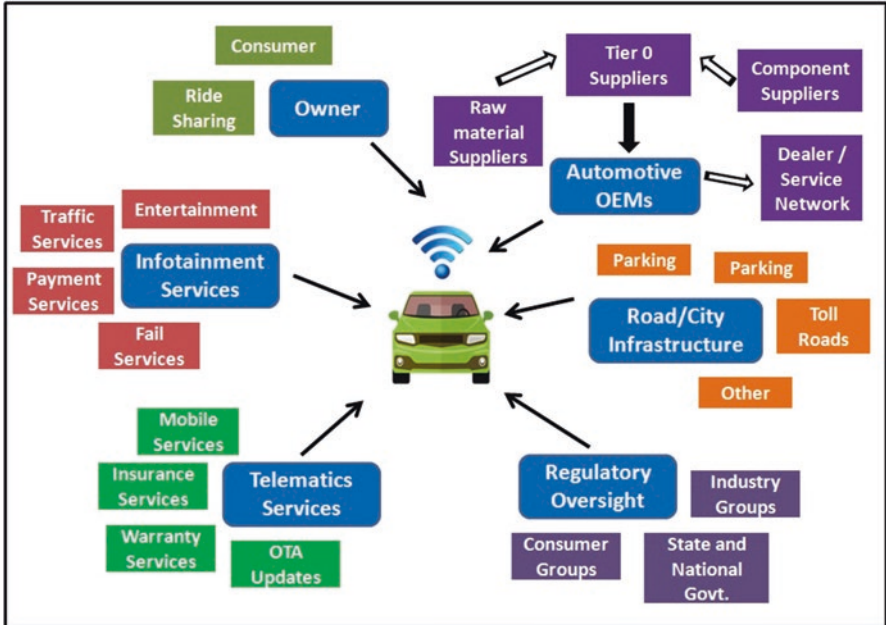 Consumer
Ride
Sharing
Owner
Tier 0
Suppliers
Raw
material
Suppliers
Component
Suppliers
Automotive
OEMs
Dealer /
Service
Network
Traffic
Services
Entertainment
Payment
Services
Infotainment
Services
Fail
Services
Parking
Parking
Road/City
Infrastructure
Toll
Roads
Other
Mobile
Services
Insurance
Services
Telematics
Services
Warranty
Services
OTA
Updates
Regulatory
Oversight
Industry
Groups
Consumer
Groups
State and
National
Govt.